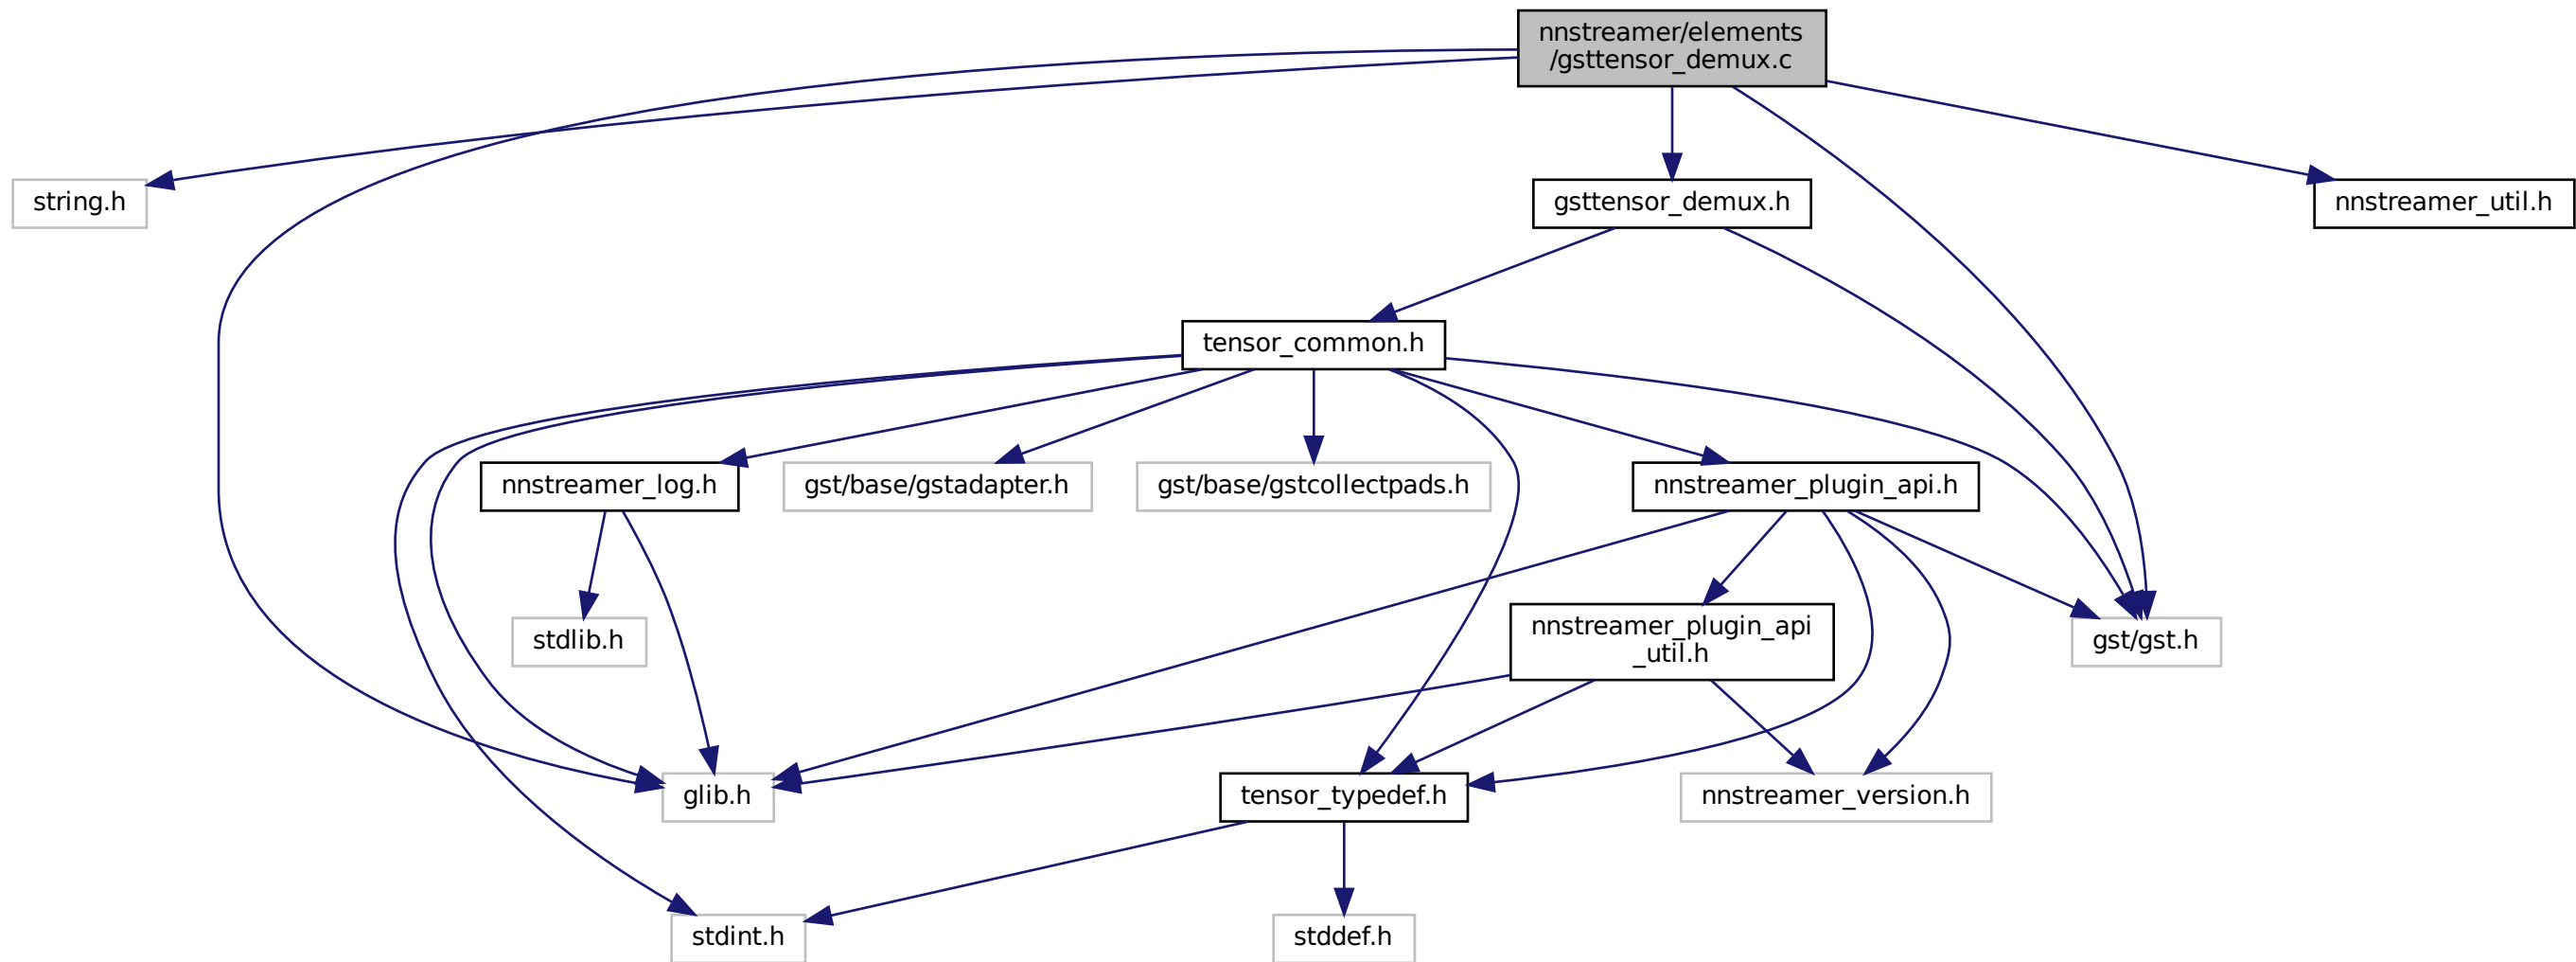 nnstreamer/elements
/gsttensor_demux.c
string.h
gsttensor_demux.h
nnstreamer_util.h
tensor_common.h
nnstreamer_log.h
gst/base/gstadapter.h
gst/base/gstcollectpads.h
nnstreamer_plugin_api.h
stdlib.h
nnstreamer_plugin_api
_util.h
gst/gst.h
glib.h
tensor_typedef.h
nnstreamer_version.h
stdint.h
stddef.h